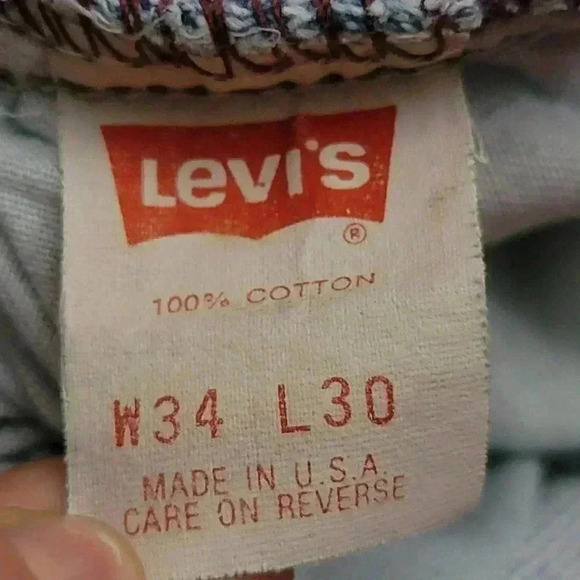 LeVI'S
®
100% COTTON
W34 L30
MADE IN U.S.A.
CARE ON REVERSE